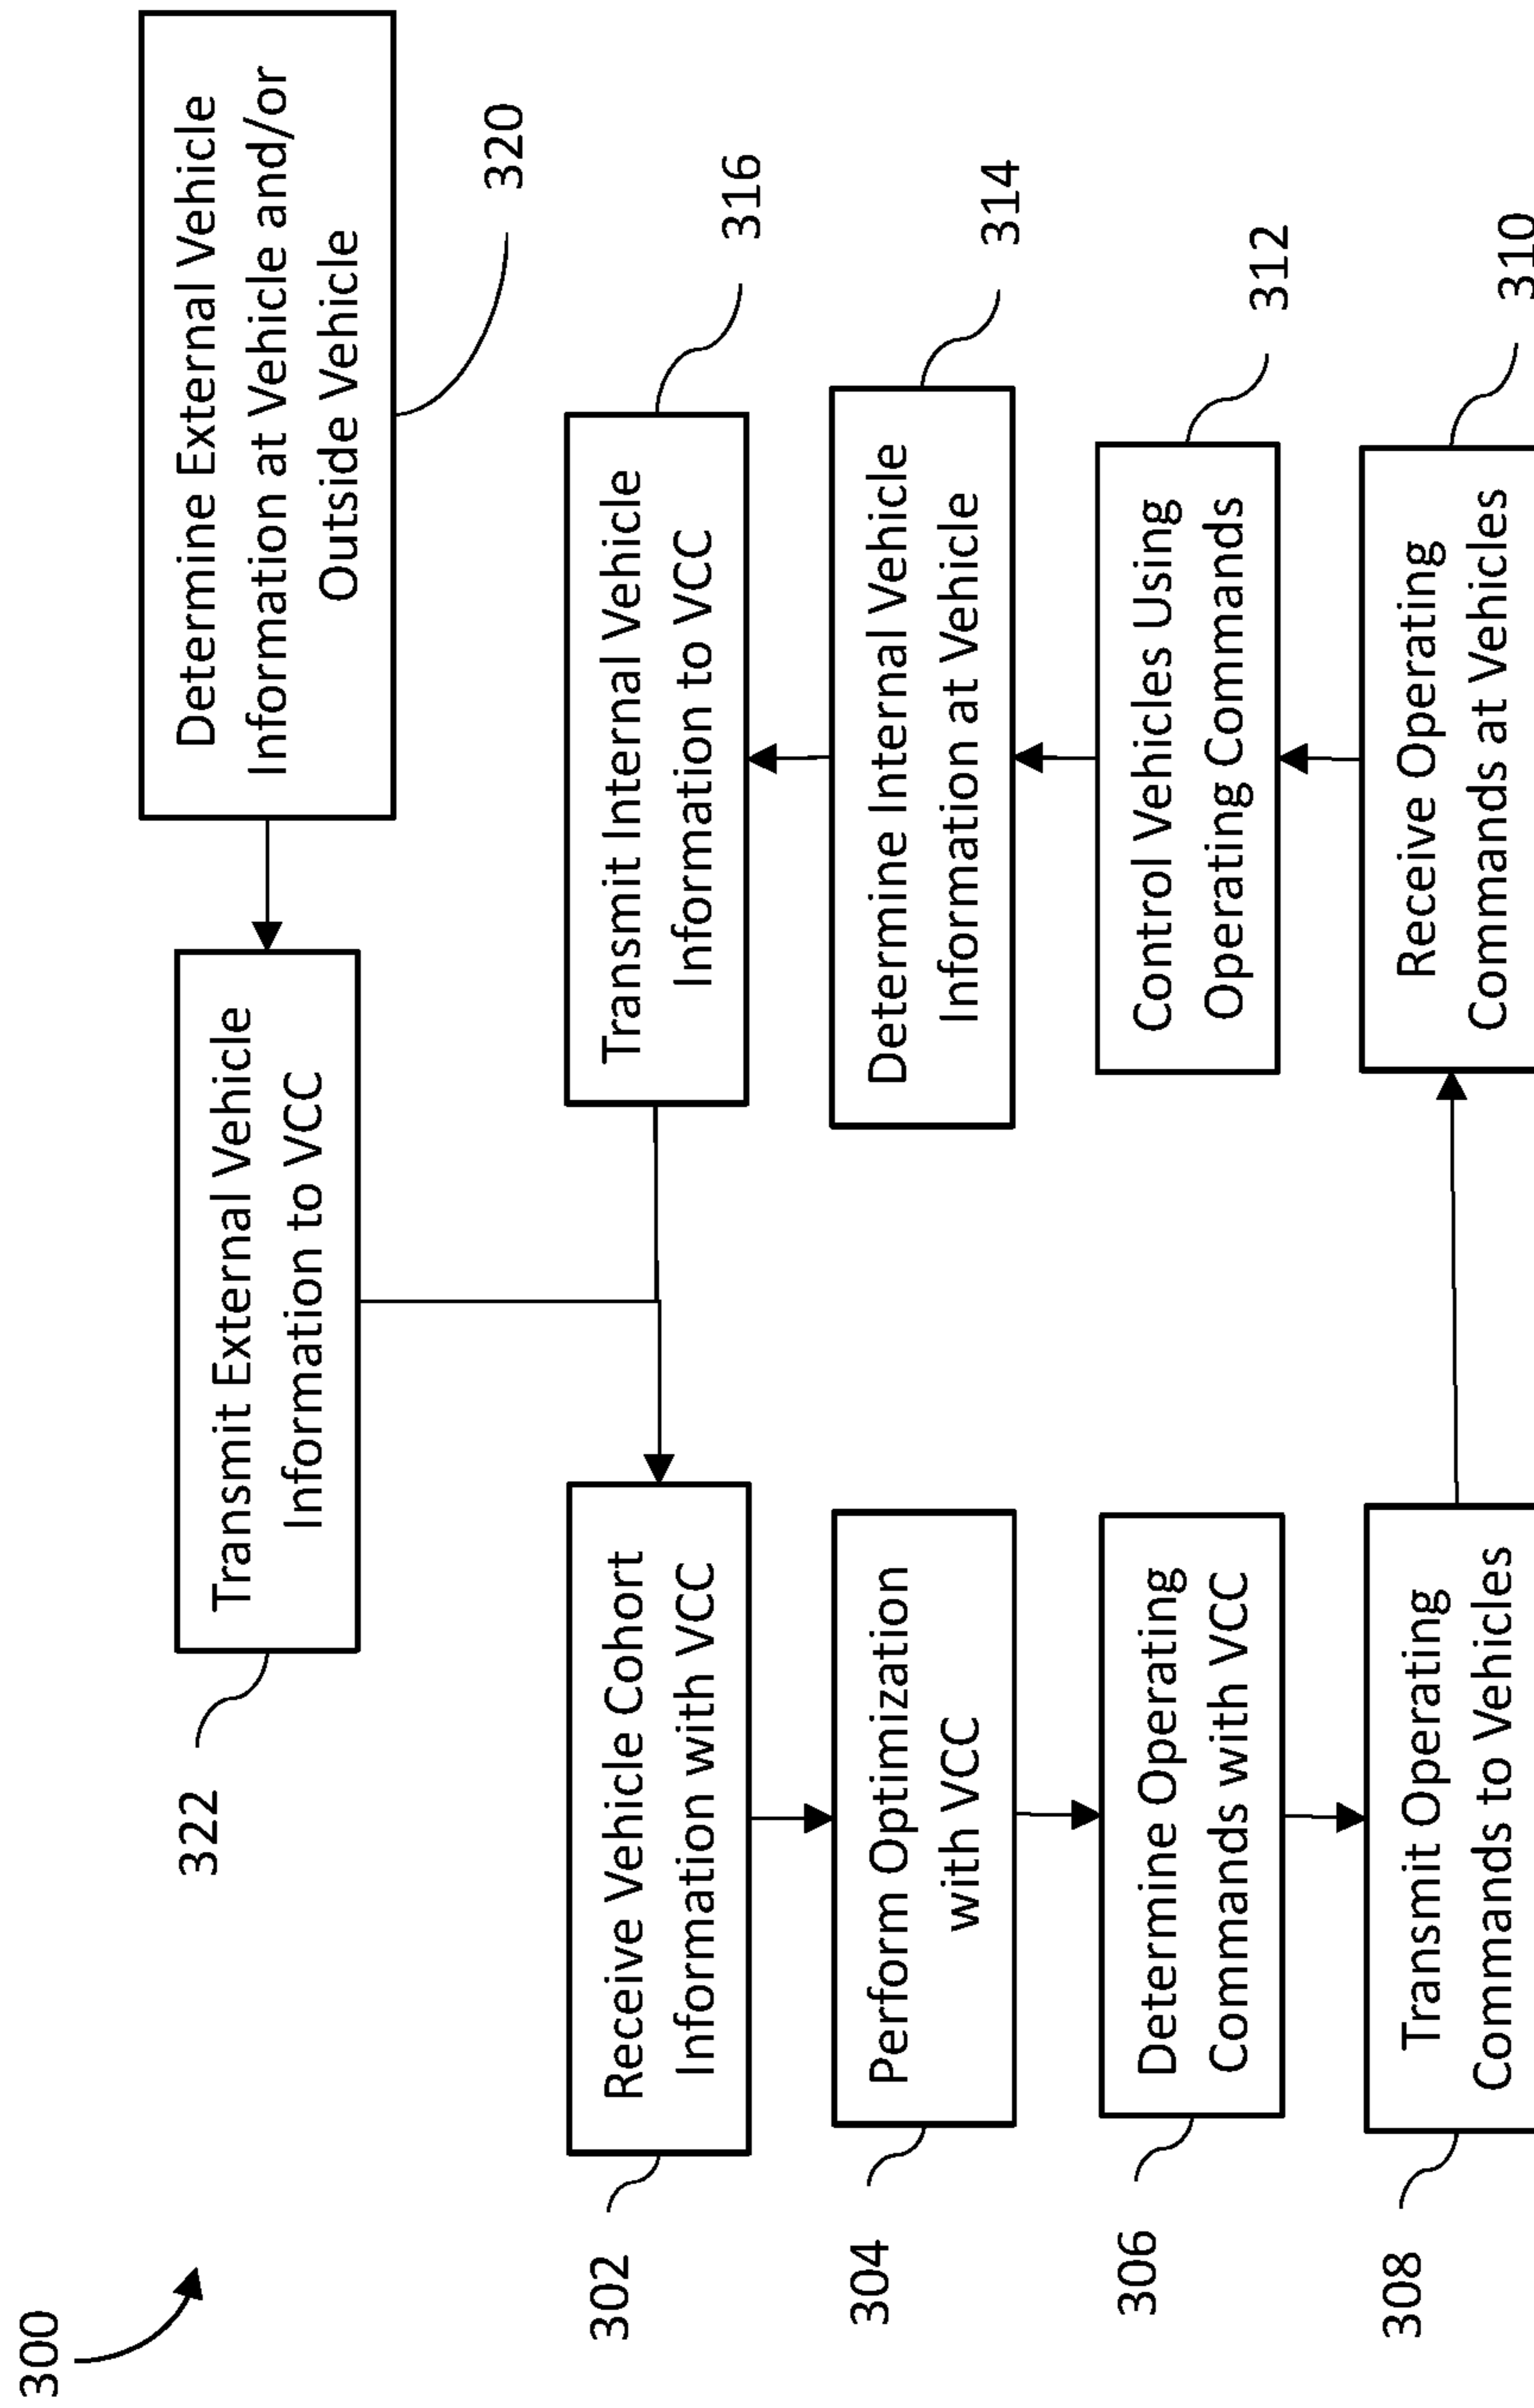 300
322
Transmit External Vehicle
Information to VCC
Determine External Vehicle
Information at Vehicle and/or
Outside Vehicle
320
302
Receive Vehicle Cohort
Information with VCC
Transmit Internal Vehicle
Information to VCC
316
304
Perform Optimization
with VCC
Determine Internal Vehicle
Information at Vehicle
314
306
Determine Operating
Commands with VCC
Control Vehicles Using
Operating Commands
312
308
Transmit Operating
Commands to Vehicles
Receive Operating
Commands at Vehicles
310